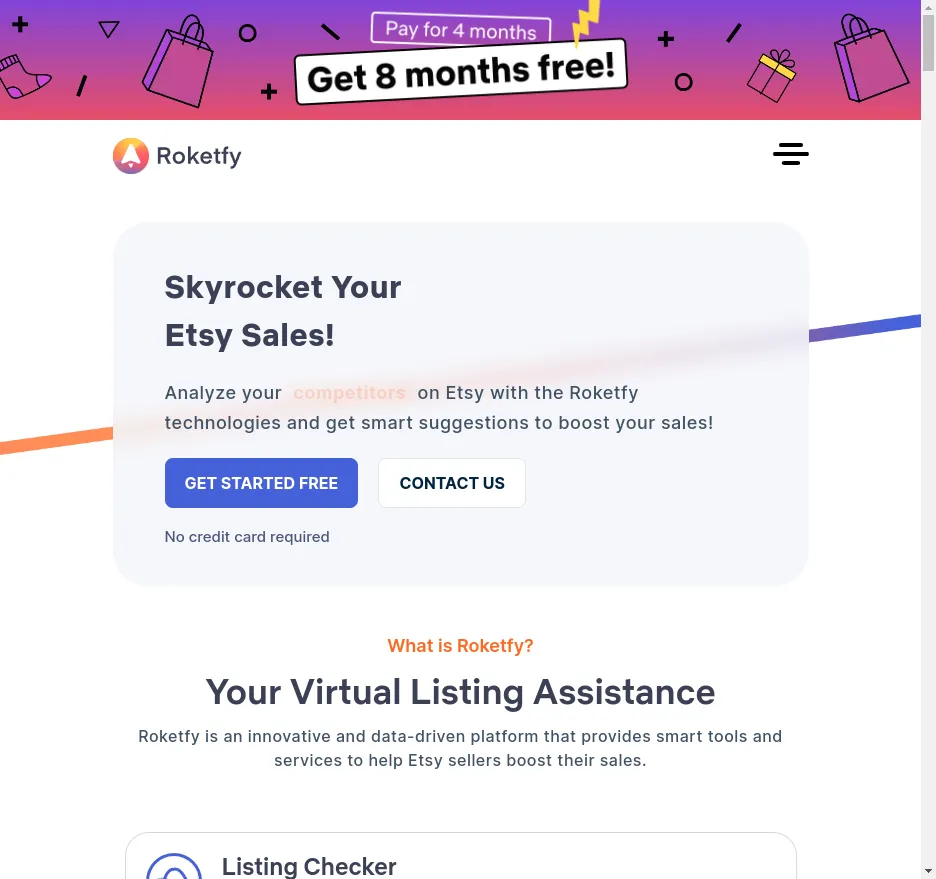 Pay for 4 months
Get 8 months free!
Roketfy
Skyrocket Your
Etsy Sales!
Analyze your competitors on Etsy with the Roketfy
technologies and get smart suggestions to boost your sales!
GET STARTED FREE
CONTACT US
No credit card required
What is Roketfy?
Your Virtual Listing Assistance
Roketfy is an innovative and data-driven platform that provides smart tools and
services to help Etsy sellers boost their sales.
Listing Checker